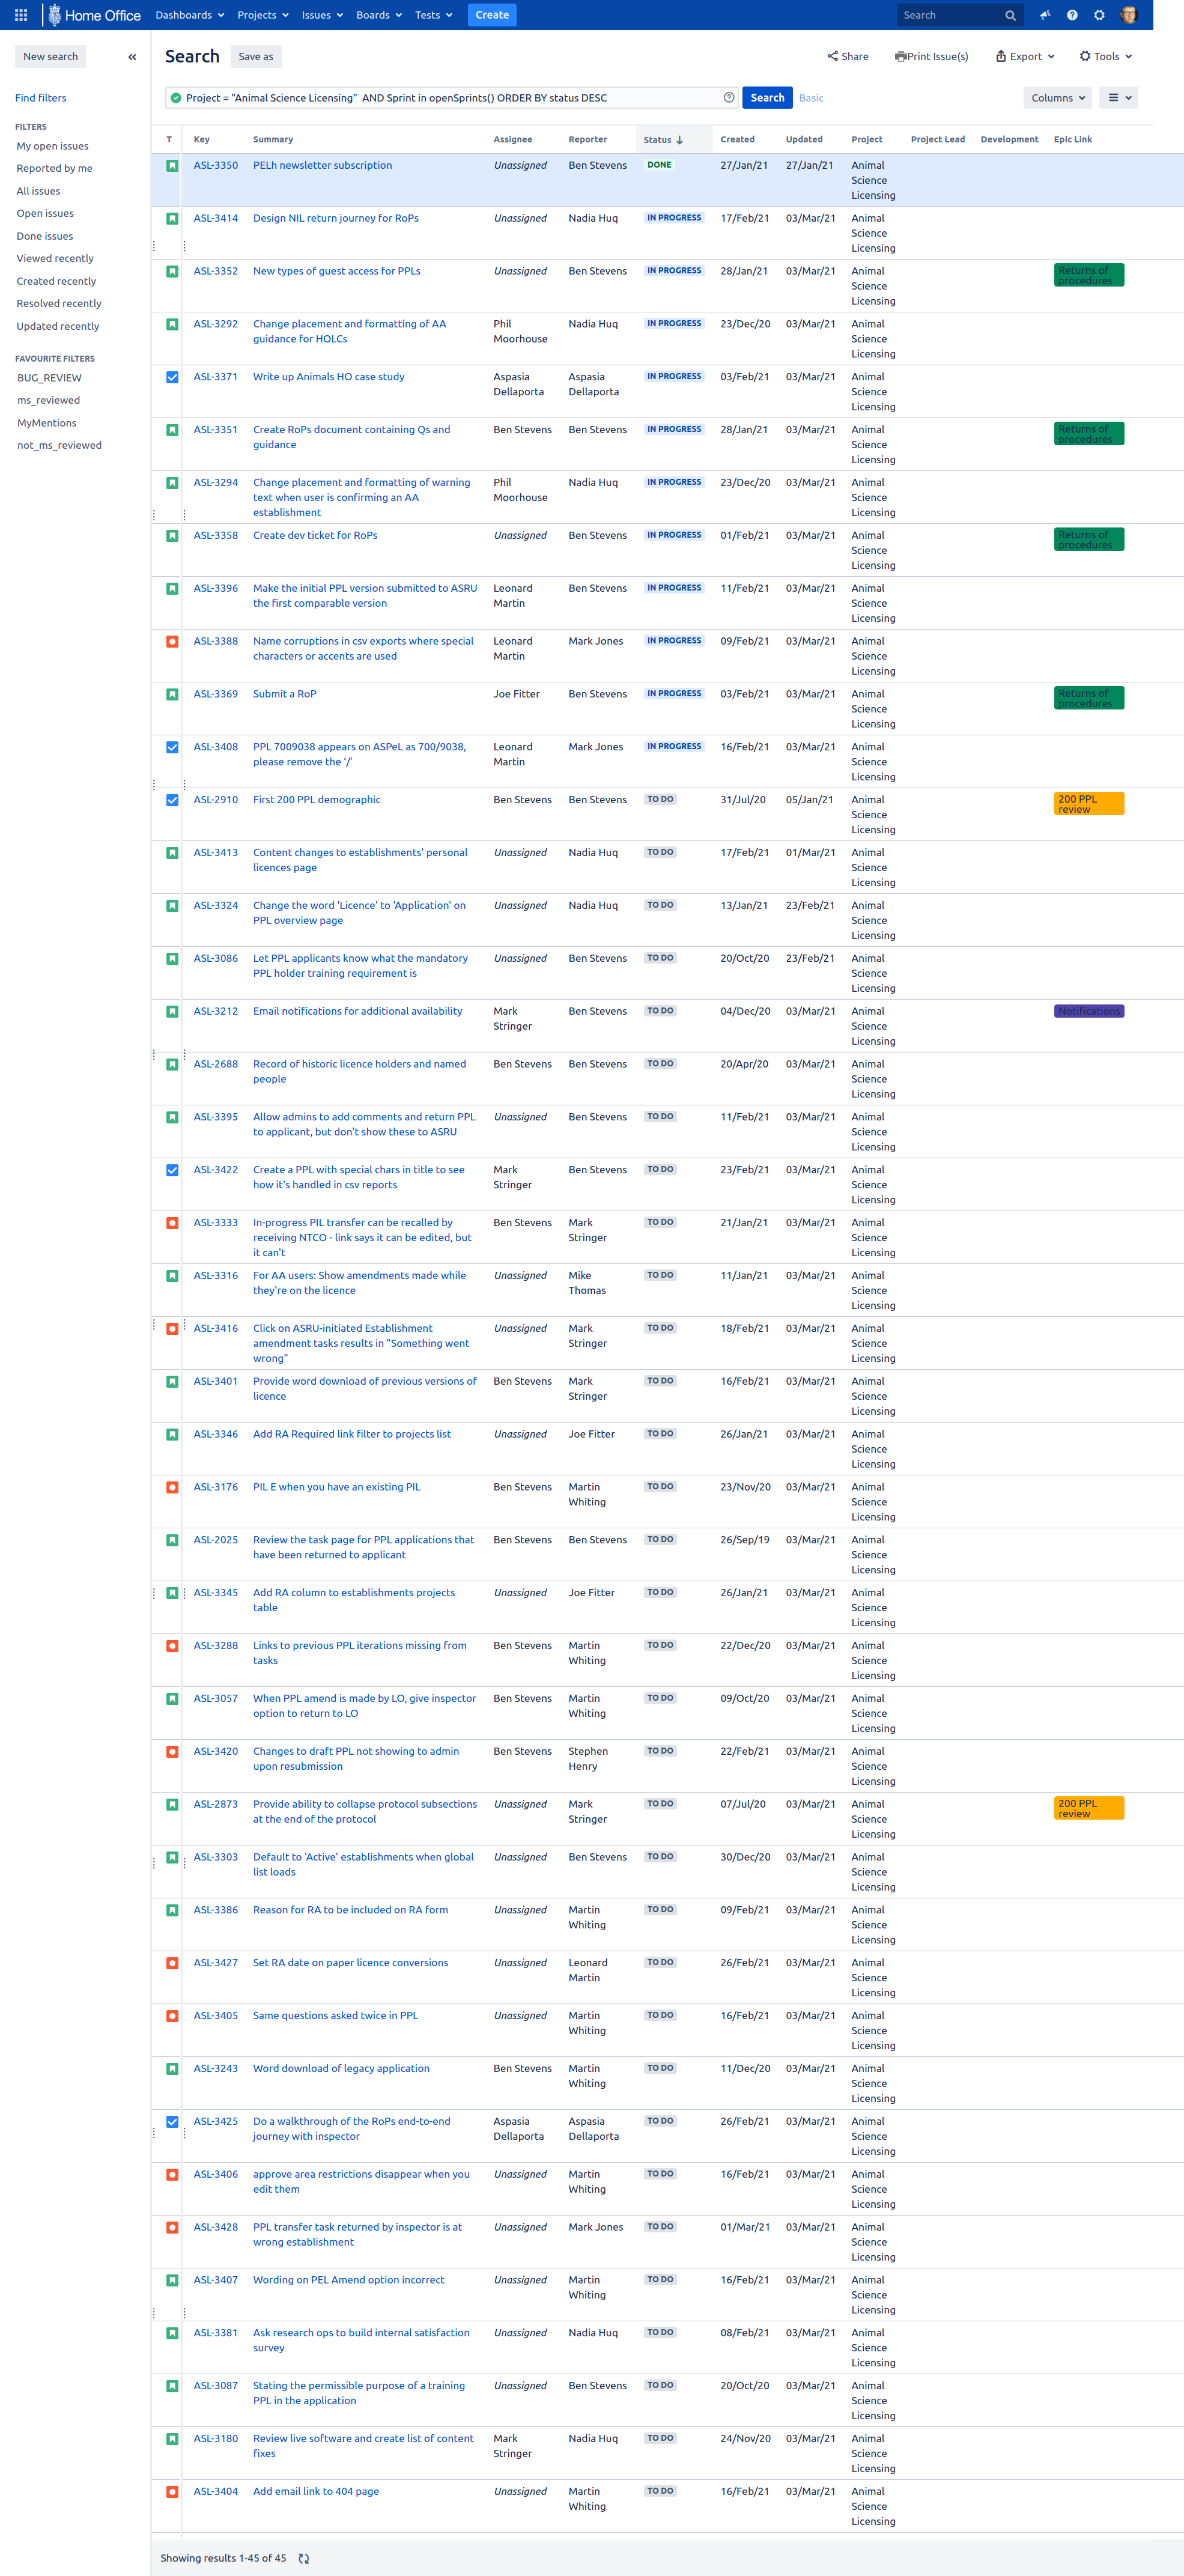 Home Office Dashboards Projects Issues Boards Tests Create Search
New search « Search Save as Share Print Issue(s) Export Tools
Find filters
FILTERS
My open issues
Reported by me
All issues
Open issues
Done issues
Viewed recently
Created recently
Resolved recently
Updated recently
FAVOURITE FILTERS
BUG_REVIEW
ms_reviewed
MyMentions
not_ms_reviewed
Project = "Animal Science Licensing" AND Sprint in openSprints() ORDER BY status DESC Search Basic Columns
T Key Summary Assignee Reporter Status Created Updated Project Project Lead Development Epic Link
ASL-3350 PELh newsletter subscription Unassigned Ben Stevens DONE 27/Jan/21 27/Jan/21 Animal
Science
Licensing
ASL-3414 Design NIL return journey for RoPs Unassigned Nadia Huq IN PROGRESS 17/Feb/21 03/Mar/21 Animal
Science
Licensing
ASL-3352 New types of guest access for PPLs Unassigned Ben Stevens IN PROGRESS 28/Jan/21 03/Mar/21 Animal Returns of
Science procedures
Licensing
ASL-3292 Change placement and formatting of AA Phil Nadia Huq IN PROGRESS 23/Dec/20 03/Mar/21 Animal
guidance for HOLCs Moorhouse Science
Licensing
ASL-3371 Write up Animals HO case study Aspasia Aspasia IN PROGRESS 03/Feb/21 03/Mar/21 Animal
Dellaporta Dellaporta Science
Licensing
ASL-3351 Create RoPs document containing Qs and Ben Stevens Ben Stevens IN PROGRESS 28/Jan/21 03/Mar/21 Animal Returns of
guidance Science procedures
Licensing
ASL-3294 Change placement and formatting of warning Phil Nadia Huq IN PROGRESS 23/Dec/20 03/Mar/21 Animal
text when user is confirming an AA Moorhouse Science
establishment Licensing
ASL-3358 Create dev ticket for RoPs Unassigned Ben Stevens IN PROGRESS 01/Feb/21 03/Mar/21 Animal Returns of
Science procedures
Licensing
ASL-3396 Make the initial PPL version submitted to ASRU Leonard Ben Stevens IN PROGRESS 11/Feb/21 03/Mar/21 Animal
the first comparable version Martin Science
Licensing
ASL-3388 Name corruptions in csv exports where special Leonard Mark Jones IN PROGRESS 09/Feb/21 03/Mar/21 Animal
characters or accents are used Martin Science
Licensing
ASL-3369 Submit a RoP Joe Fitter Ben Stevens IN PROGRESS 03/Feb/21 03/Mar/21 Animal Returns of
Science procedures
Licensing
ASL-3408 PPL 7009038 appears on ASPeL as 700/9038, Leonard Mark Jones IN PROGRESS 16/Feb/21 03/Mar/21 Animal
please remove the '/' Martin Science
Licensing
ASL-2910 First 200 PPL demographic Ben Stevens Ben Stevens TO DO 31/Jul/20 05/Jan/21 Animal 200 PPL
Science review
Licensing
ASL-3413 Content changes to establishments' personal Unassigned Nadia Huq TO DO 17/Feb/21 01/Mar/21 Animal
licences page Science
Licensing
ASL-3324 Change the word 'Licence' to 'Application' on Unassigned Nadia Huq TO DO 13/Jan/21 23/Feb/21 Animal
PPL overview page Science
Licensing
ASL-3086 Let PPL applicants know what the mandatory Unassigned Ben Stevens TO DO 20/Oct/20 23/Feb/21 Animal
PPL holder training requirement is Science
Licensing
ASL-3212 Email notifications for additional availability Mark Ben Stevens TO DO 04/Dec/20 03/Mar/21 Animal Notifications
Stringer Science
Licensing
ASL-2688 Record of historic licence holders and named Ben Stevens Ben Stevens TO DO 20/Apr/20 03/Mar/21 Animal
people Science
Licensing
ASL-3395 Allow admins to add comments and return PPL Unassigned Ben Stevens TO DO 11/Feb/21 03/Mar/21 Animal
to applicant, but don't show these to ASRU Science
Licensing
ASL-3422 Create a PPL with special chars in title to see Mark Ben Stevens TO DO 23/Feb/21 03/Mar/21 Animal
how it's handled in csv reports Stringer Science
Licensing
ASL-3333 In-progress PIL transfer can be recalled by Ben Stevens Mark TO DO 21/Jan/21 03/Mar/21 Animal
receiving NTCO - link says it can be edited, but Stringer Science
it can't Licensing
ASL-3316 For AA users: Show amendments made while Unassigned Mike TO DO 11/Jan/21 03/Mar/21 Animal
they're on the licence Thomas Science
Licensing
ASL-3416 Click on ASRU-initiated Establishment Unassigned Mark TO DO 18/Feb/21 03/Mar/21 Animal
amendment tasks results in "Something went Stringer Science
wrong" Licensing
ASL-3401 Provide word download of previous versions of Ben Stevens Mark TO DO 16/Feb/21 03/Mar/21 Animal
licence Stringer Science
Licensing
ASL-3346 Add RA Required link filter to projects list Unassigned Joe Fitter TO DO 26/Jan/21 03/Mar/21 Animal
Science
Licensing
ASL-3176 PIL E when you have an existing PIL Ben Stevens Martin TO DO 23/Nov/20 03/Mar/21 Animal
Whiting Science
Licensing
ASL-2025 Review the task page for PPL applications that Ben Stevens Ben Stevens TO DO 26/Sep/19 03/Mar/21 Animal
have been returned to applicant Science
Licensing
ASL-3345 Add RA column to establishments projects Unassigned Joe Fitter TO DO 26/Jan/21 03/Mar/21 Animal
table Science
Licensing
ASL-3288 Links to previous PPL iterations missing from Ben Stevens Martin TO DO 22/Dec/20 03/Mar/21 Animal
tasks Whiting Science
Licensing
ASL-3057 When PPL amend is made by LO, give inspector Ben Stevens Martin TO DO 09/Oct/20 03/Mar/21 Animal
option to return to LO Whiting Science
Licensing
ASL-3420 Changes to draft PPL not showing to admin Ben Stevens Stephen TO DO 22/Feb/21 03/Mar/21 Animal
upon resubmission Henry Science
Licensing
ASL-2873 Provide ability to collapse protocol subsections Unassigned Mark TO DO 07/Jul/20 03/Mar/21 Animal 200 PPL
at the end of the protocol Stringer Science review
Licensing
ASL-3303 Default to 'Active' establishments when global Unassigned Ben Stevens TO DO 30/Dec/20 03/Mar/21 Animal
list loads Science
Licensing
ASL-3386 Reason for RA to be included on RA form Unassigned Martin TO DO 09/Feb/21 03/Mar/21 Animal
Whiting Science
Licensing
ASL-3427 Set RA date on paper licence conversions Unassigned Leonard TO DO 26/Feb/21 03/Mar/21 Animal
Martin Science
Licensing
ASL-3405 Same questions asked twice in PPL Unassigned Martin TO DO 16/Feb/21 03/Mar/21 Animal
Whiting Science
Licensing
ASL-3243 Word download of legacy application Ben Stevens Martin TO DO 11/Dec/20 03/Mar/21 Animal
Whiting Science
Licensing
ASL-3425 Do a walkthrough of the RoPs end-to-end Aspasia Aspasia TO DO 26/Feb/21 03/Mar/21 Animal
journey with inspector Dellaporta Dellaporta Science
Licensing
ASL-3406 approve area restrictions disappear when you Unassigned Martin TO DO 16/Feb/21 03/Mar/21 Animal
edit them Whiting Science
Licensing
ASL-3428 PPL transfer task returned by inspector is at Unassigned Mark Jones TO DO 01/Mar/21 03/Mar/21 Animal
wrong establishment Science
Licensing
ASL-3407 Wording on PEL Amend option incorrect Unassigned Martin TO DO 16/Feb/21 03/Mar/21 Animal
Whiting Science
Licensing
ASL-3381 Ask research ops to build internal satisfaction Unassigned Nadia Huq TO DO 08/Feb/21 03/Mar/21 Animal
survey Science
Licensing
ASL-3087 Stating the permissible purpose of a training Unassigned Ben Stevens TO DO 20/Oct/20 03/Mar/21 Animal
PPL in the application Science
Licensing
ASL-3180 Review live software and create list of content Mark Nadia Huq TO DO 24/Nov/20 03/Mar/21 Animal
fixes Stringer Science
Licensing
ASL-3404 Add email link to 404 page Unassigned Martin TO DO 16/Feb/21 03/Mar/21 Animal
Whiting Science
Licensing
Showing results 1-45 of 45